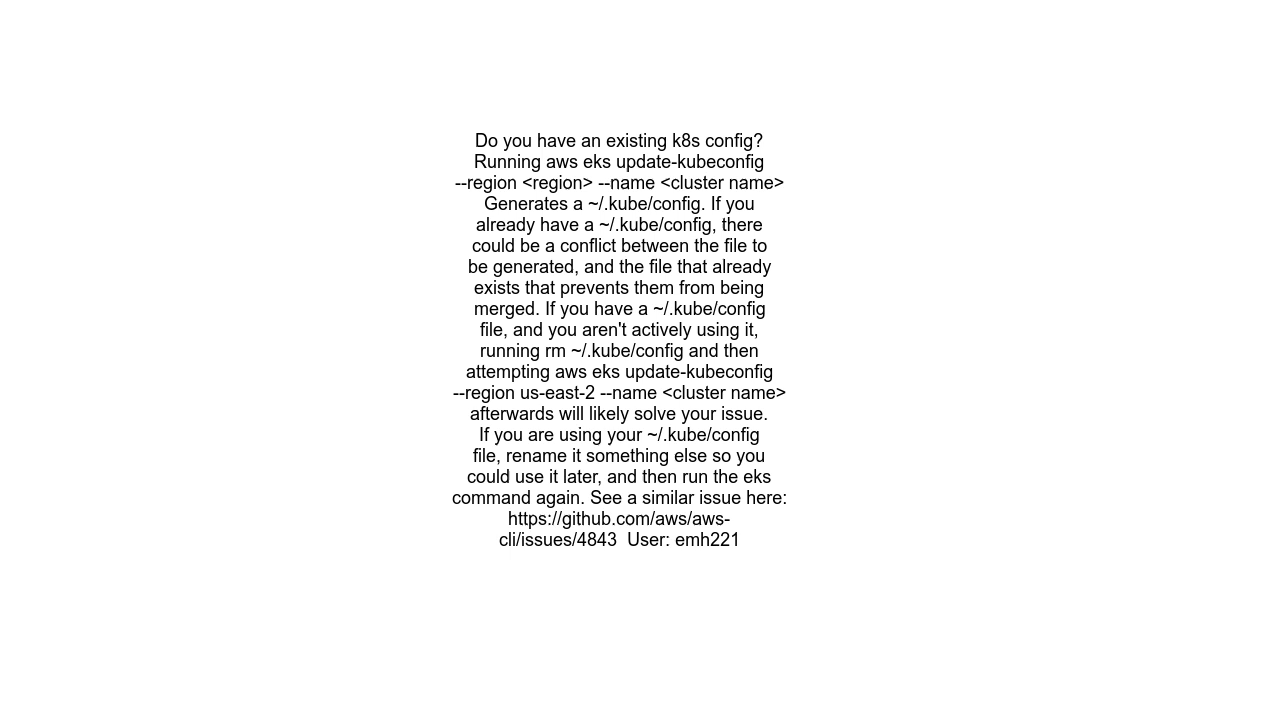 Do you have an existing k8s config?
Running aws eks update-kubeconfig
--region <region> --name <cluster name>
Generates a ~/.kube/config. If you
already have a ~/.kube/config, there
could be a conflict between the file to
be generated, and the file that already
exists that prevents them from being
merged. If you have a ~/.kube/config
file, and you aren't actively using it,
running rm ~/.kube/config and then
attempting aws eks update-kubeconfig
--region us-east-2 --name <cluster name>
afterwards will likely solve your issue.
If you are using your ~/.kube/config
file, rename it something else so you
could use it later, and then run the eks
command again. See a similar issue here:
https://github.com/aws/aws-
cli/issues/4843  User: emh221